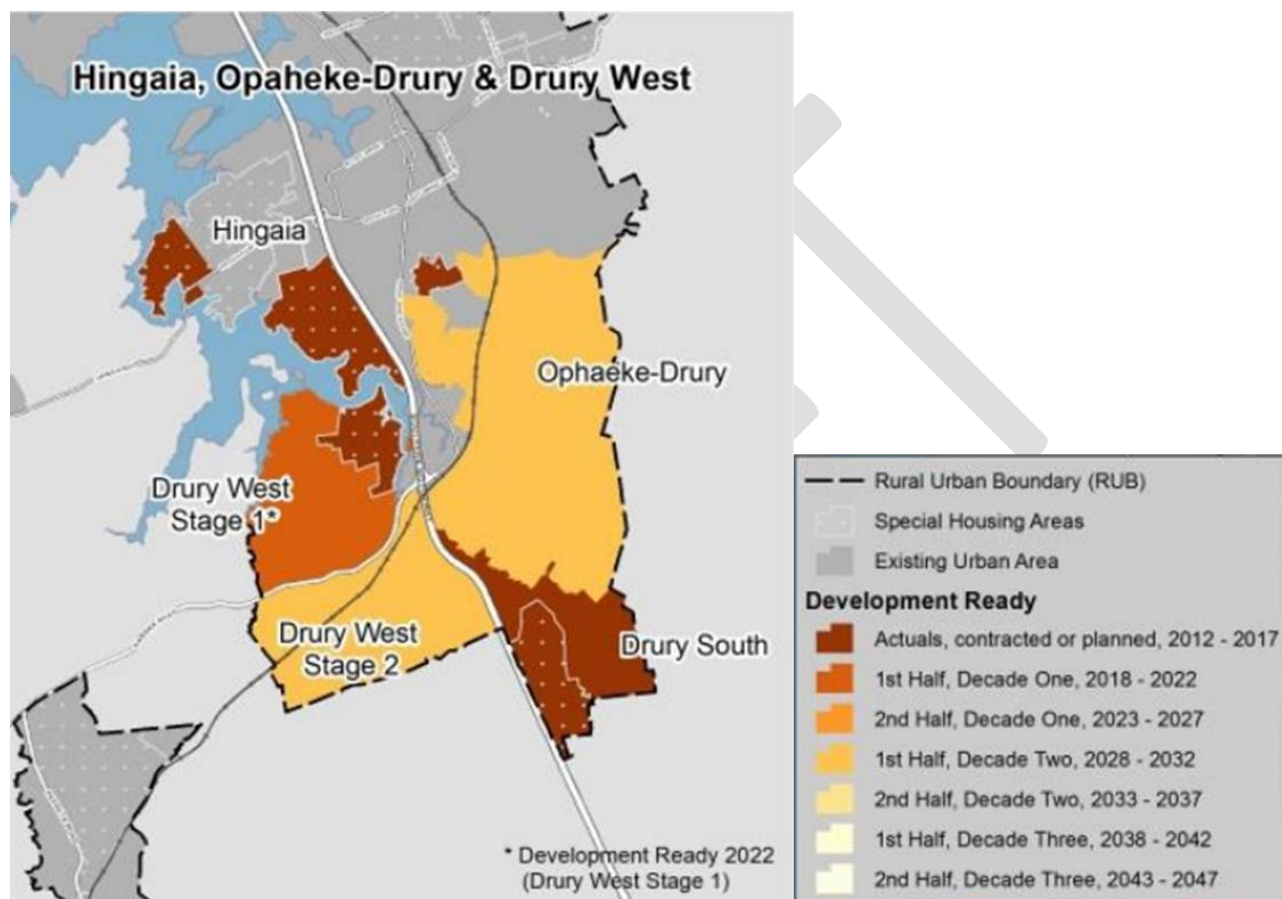 Hingaia, Opaheke-Drury & Drury West
Hingaia
Ophaeke-Drury
Drury West
Stage 1*
Drury West
Stage 2
Drury South
* Development Ready 2022
(Drury West Stage 1)
Rural Urban Boundary (RUB)
Special Housing Areas
Existing Urban Area
Development Ready
Actuals, contracted or planned, 2012 - 2017
1st Half, Decade One, 2018 - 2022
2nd Half, Decade One, 2023 - 2027
1st Half, Decade Two, 2028 - 2032
2nd Half, Decade Two, 2033 - 2037
1st Half, Decade Three, 2038 - 2042
2nd Half, Decade Three, 2043 - 2047